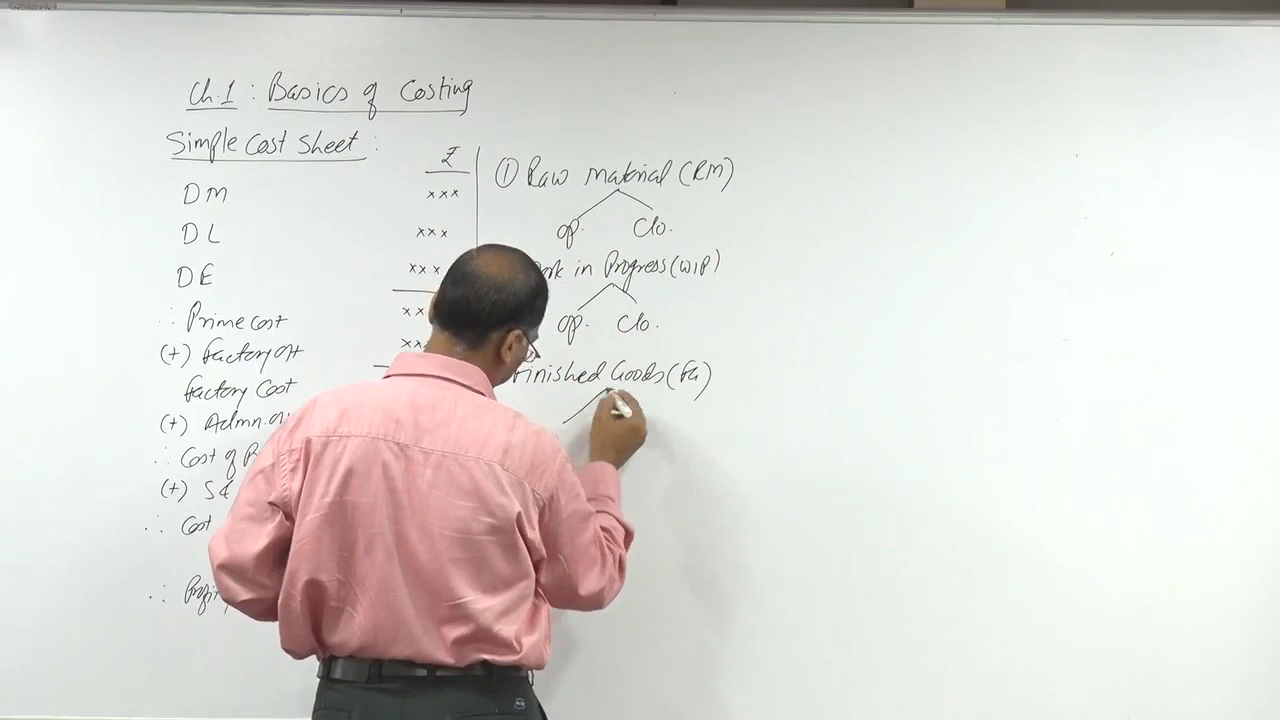 Ch.1 : Basics of Costing
Simple Cost Sheet :
₹
DM xxx
DL xxx
DE xxx
∴ Prime Cost xx
(+) Factory OH xx
Factory Cost
(+) Admn. O
∴ Cost of P
(+) S&
∴ Cost
∴ Profit
① Raw Material (RM)
op. Clo.
in Progress (WIP)
op. Clo.
Finished Goods (FG)